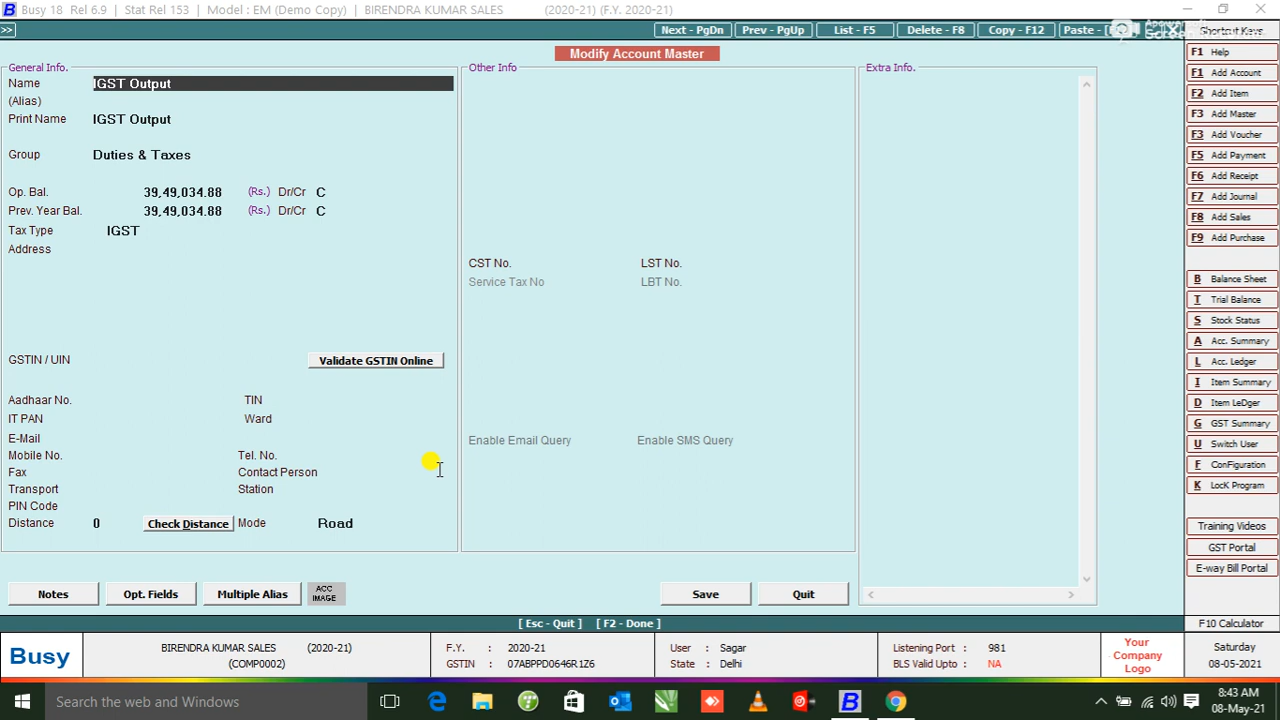 Busy 18 Rel 6.9 | Stat Rel 153 | Model : EM (Demo Copy) | BIRENDRA KUMAR SALES (2020-21) (F.Y. 2020-21)
>> Next - PgDn Prev - PgUp List - F5 Delete - F8 Copy - F12 Paste - [
Modify Account Master
General Info.
Name IGST Output
(Alias)
Print Name IGST Output
Group Duties & Taxes
Op. Bal. 39,49,034.88 (Rs.) Dr/Cr C
Prev. Year Bal. 39,49,034.88 (Rs.) Dr/Cr C
Tax Type IGST
Address
GSTIN / UIN Validate GSTIN Online
Aadhaar No. TIN
IT PAN Ward
E-Mail
Mobile No. Tel. No.
Fax Contact Person
Transport Station
PIN Code
Distance 0 Check Distance Mode Road
Other Info
CST No. LST No.
Service Tax No LBT No.
Enable Email Query Enable SMS Query
Extra Info.
Notes Opt. Fields Multiple Alias ACC IMAGE Save Quit
[ Esc - Quit ] [ F2 - Done ]
Shortcut Keys
F1 Help
F1 Add Account
F2 Add Item
F3 Add Master
F3 Add Voucher
F5 Add Payment
F6 Add Receipt
F7 Add Journal
F8 Add Sales
F9 Add Purchase
B Balance Sheet
T Trial Balance
S Stock Status
A Acc. Summary
L Acc. Ledger
I Item Summary
D Item LeDger
G GST Summary
U Switch User
F ConFiguration
K LocK Program
Training Videos
GST Portal
E-way Bill Portal
F10 Calculator
Busy
BIRENDRA KUMAR SALES (2020-21)
(COMP0002)
F.Y. : 2020-21
GSTIN : 07ABPPD0646R1Z6
User : Sagar
State : Delhi
Listening Port : 981
BLS Valid Upto : NA
Your
Company
Logo
Saturday
08-05-2021
Search the web and Windows
8:43 AM
08-May-21